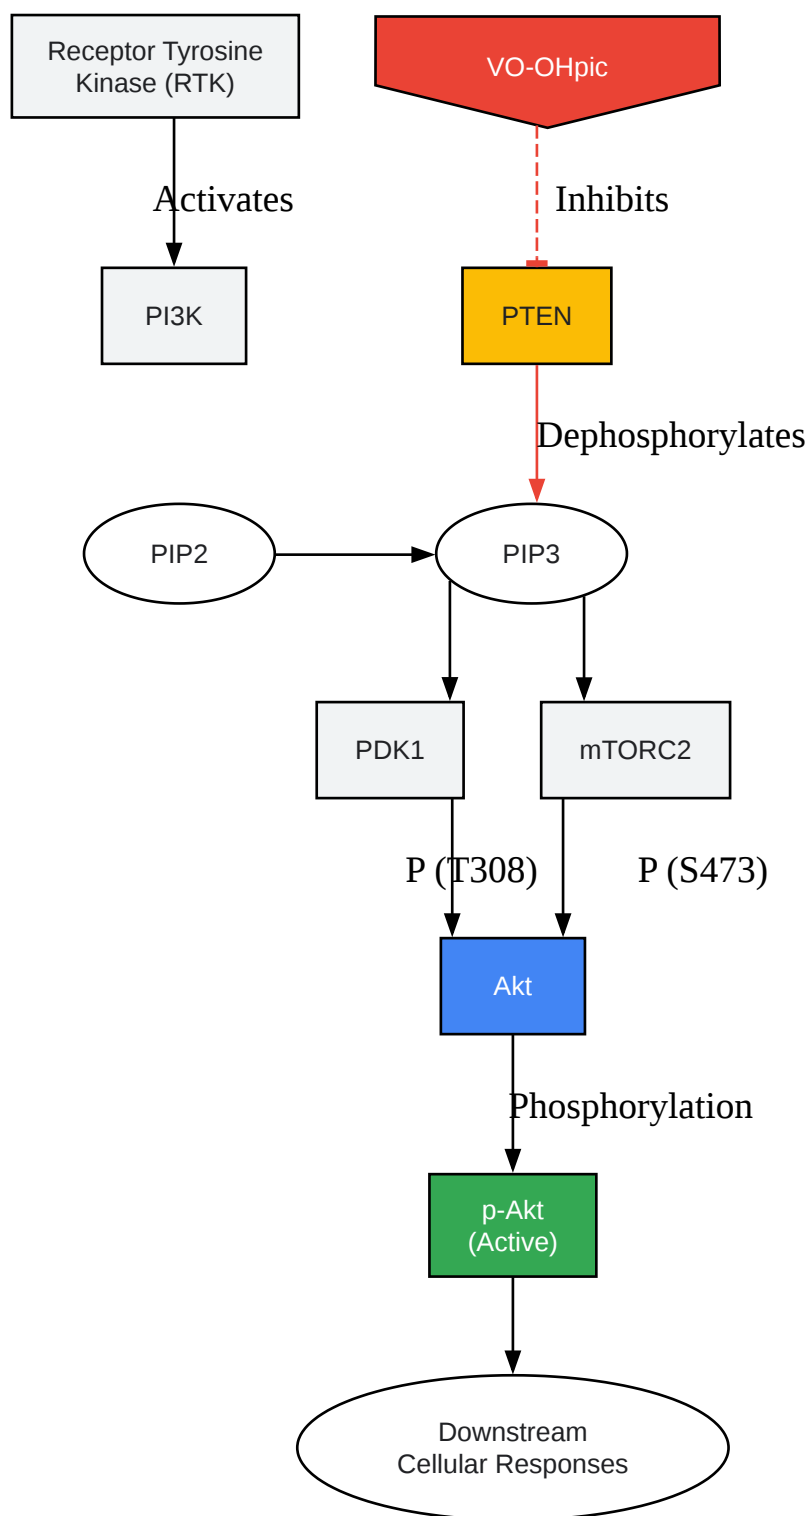 Receptor Tyrosine
Kinase (RTK)
VO-OHpic
Activates
Inhibits
PI3K
PTEN
Dephosphorylates
PIP2
PIP3
PDK1
mTORC2
P (T308)
P (S473)
Akt
Phosphorylation
p-Akt
(Active)
Downstream
Cellular Responses